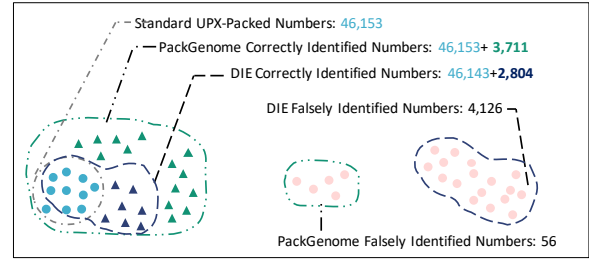 Standard UPX-Packed Numbers: 46,153
PackGenome Correctly Identified Numbers: 46,153+ 3,711
DIE Correctly Identified Numbers: 46,143+2,804
DIE Falsely Identified Numbers: 4,126
PackGenome Falsely Identified Numbers: 56